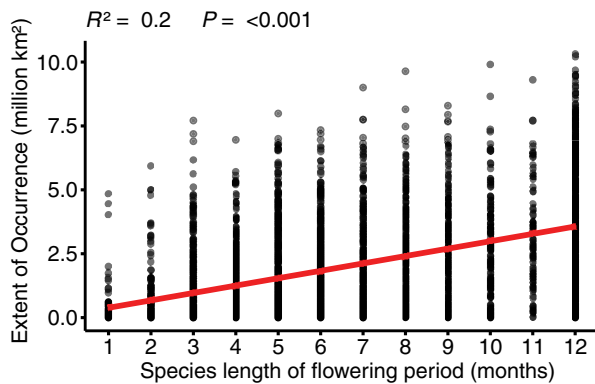 R² = 0.2 P = <0.001
Extent of Occurrence (million km²)
10.0
7.5
5.0
2.5
0.0
1 2 3 4 5 6 7 8 9 10 11 12
Species length of flowering period (months)